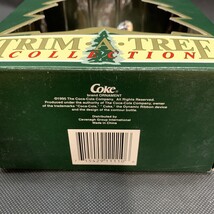 TRIM·A·TREE
COLLECTION
Coke
brand ORNAMENT
©1995 The Coca-Cola Company. All Rights Reserved
Produced under the authority of The Coca-Cola Company, owner
of the trademarks "Coca-Cola," "Coke," the Dynamic Ribbon device
and the design of the contour bottle.
Distributed by
Cavanagh Group International
Made in China